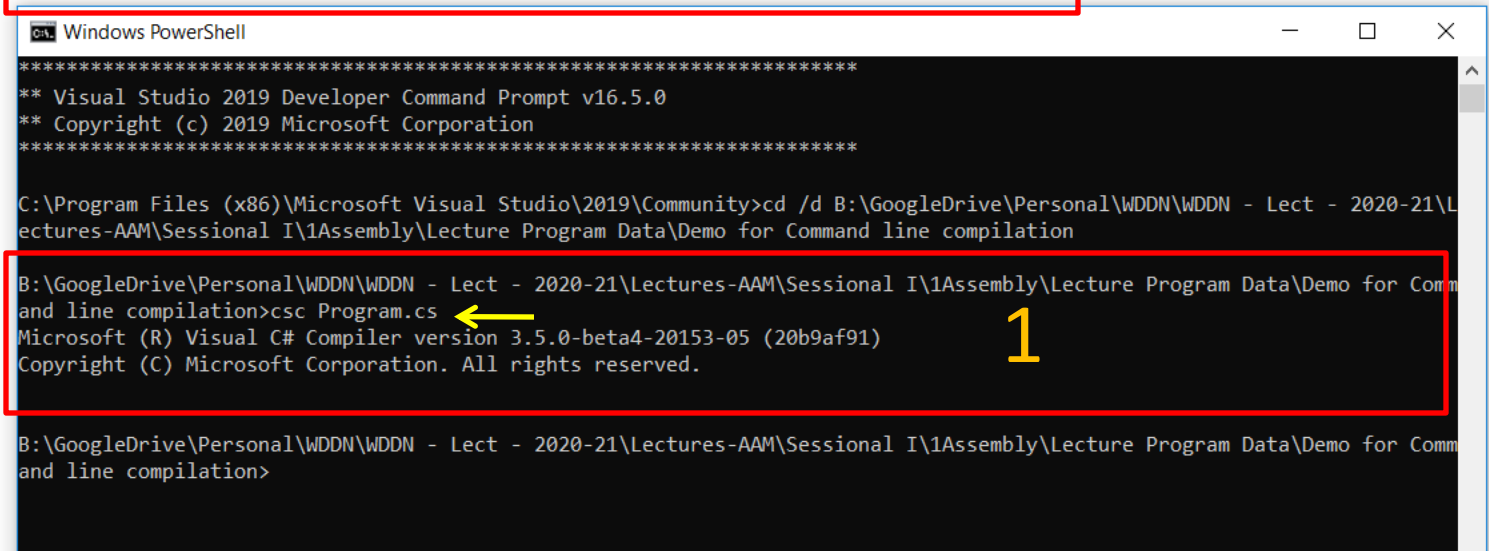 Windows PowerShell
**********************************************************************
** Visual Studio 2019 Developer Command Prompt v16.5.0
** Copyright (c) 2019 Microsoft Corporation
**********************************************************************
C:\Program Files (x86)\Microsoft Visual Studio\2019\Community>cd /d B:\GoogleDrive\Personal\WDDN\WDDN - Lect - 2020-21\L
ectures-AAM\Sessional I\1Assembly\Lecture Program Data\Demo for Command line compilation
B:\GoogleDrive\Personal\WDDN\WDDN - Lect - 2020-21\Lectures-AAM\Sessional I\1Assembly\Lecture Program Data\Demo for Comm
and line compilation>csc Program.cs
Microsoft (R) Visual C# Compiler version 3.5.0-beta4-20153-05 (20b9af91)
Copyright (C) Microsoft Corporation. All rights reserved.
1
B:\GoogleDrive\Personal\WDDN\WDDN - Lect - 2020-21\Lectures-AAM\Sessional I\1Assembly\Lecture Program Data\Demo for Comm
and line compilation>